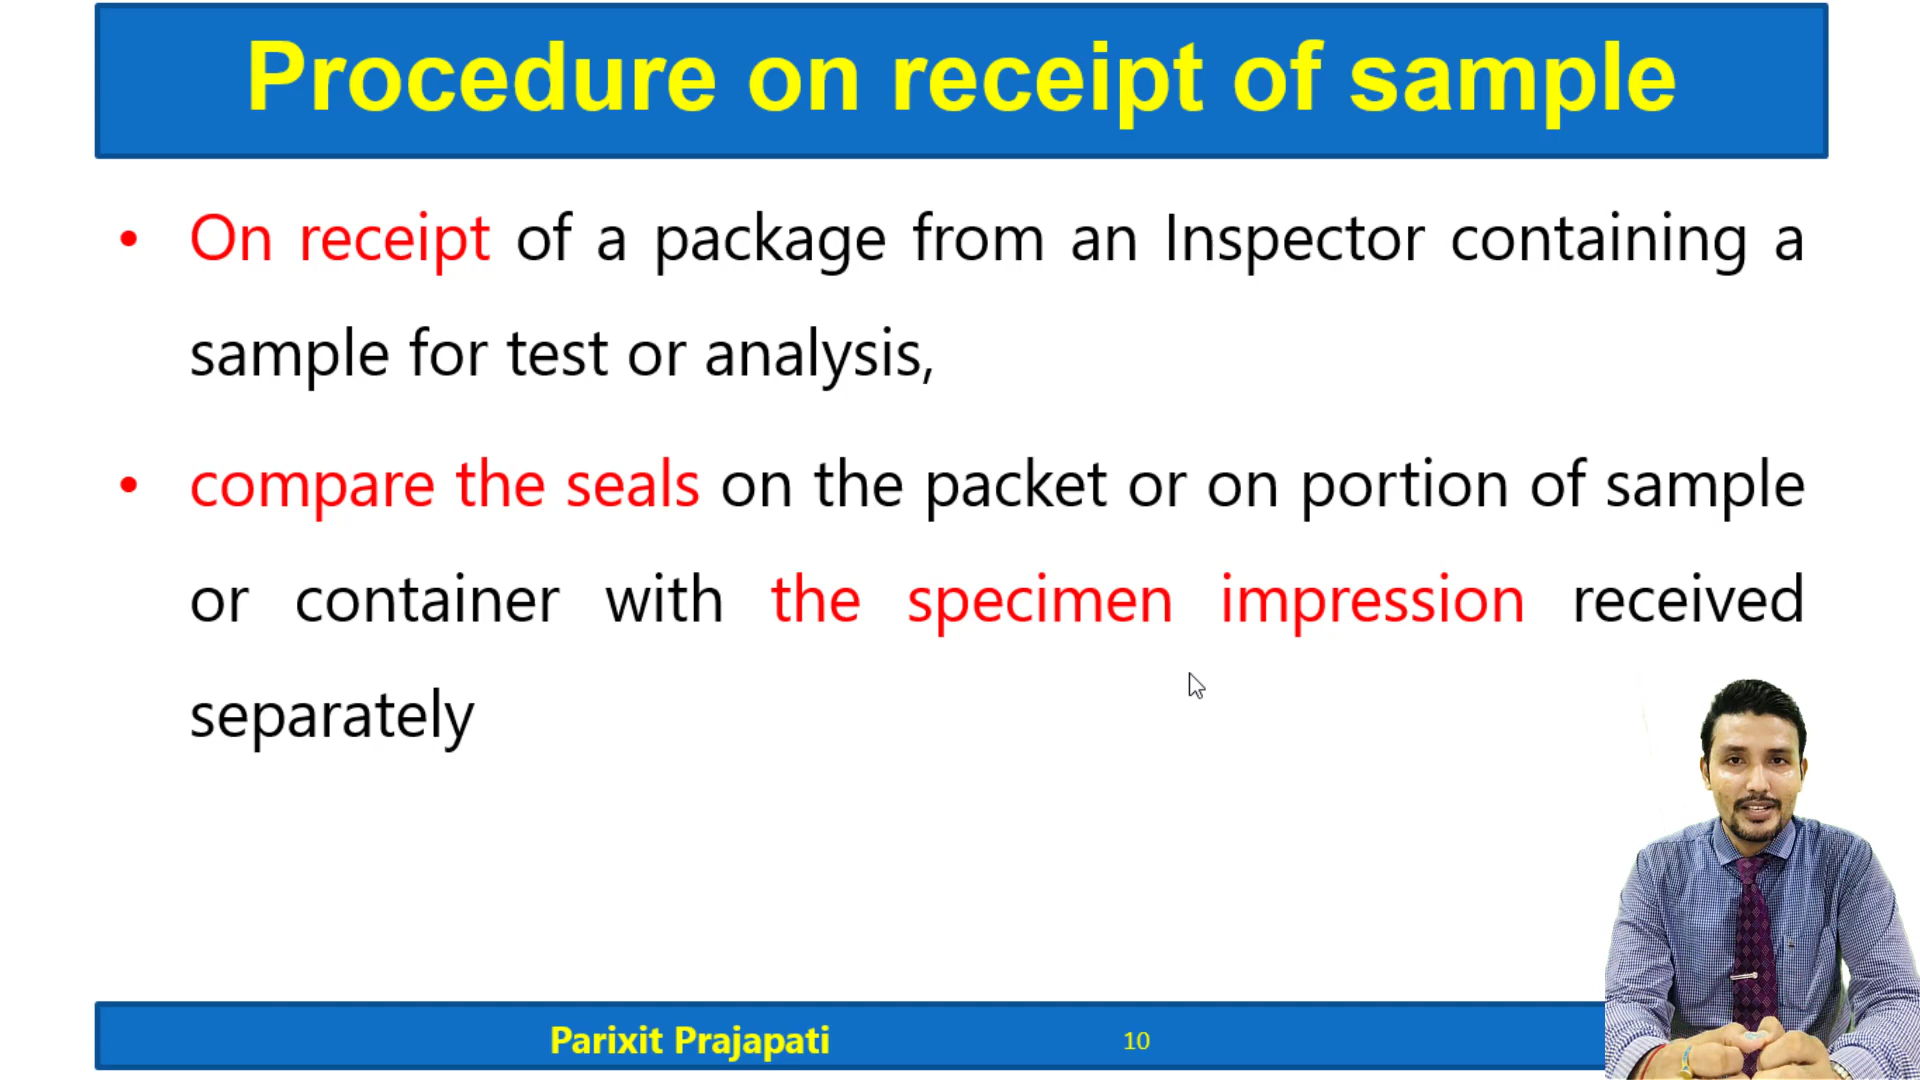 Procedure on receipt of sample
• On receipt of a package from an Inspector containing a
sample for test or analysis,
• compare the seals on the packet or on portion of sample
or container with the specimen impression received
separately
Parixit Prajapati 10